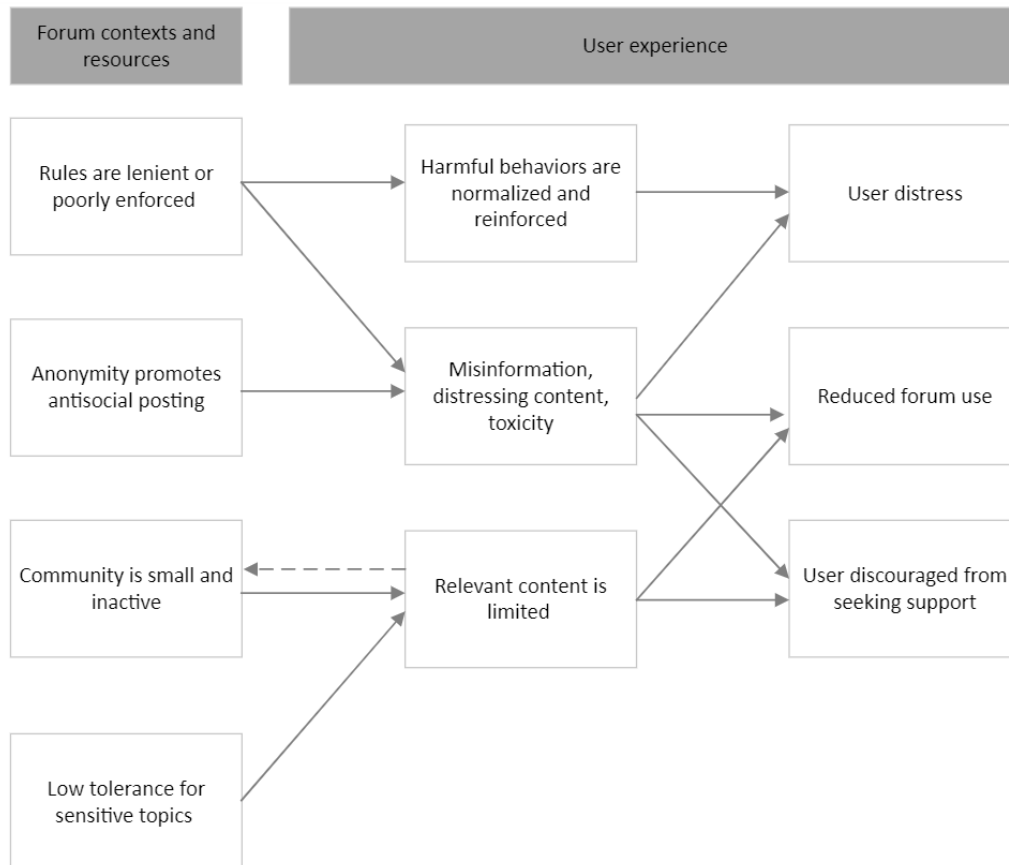 Forum contexts and
resources
User experience
Rules are lenient or
poorly enforced
Harmful behaviors are
normalized and
reinforced
User distress
Anonymity promotes
antisocial posting
Misinformation,
distressing content,
toxicity
Reduced forum use
Community is small and
inactive
Relevant content is
limited
User discouraged from
seeking support
Low tolerance for
sensitive topics